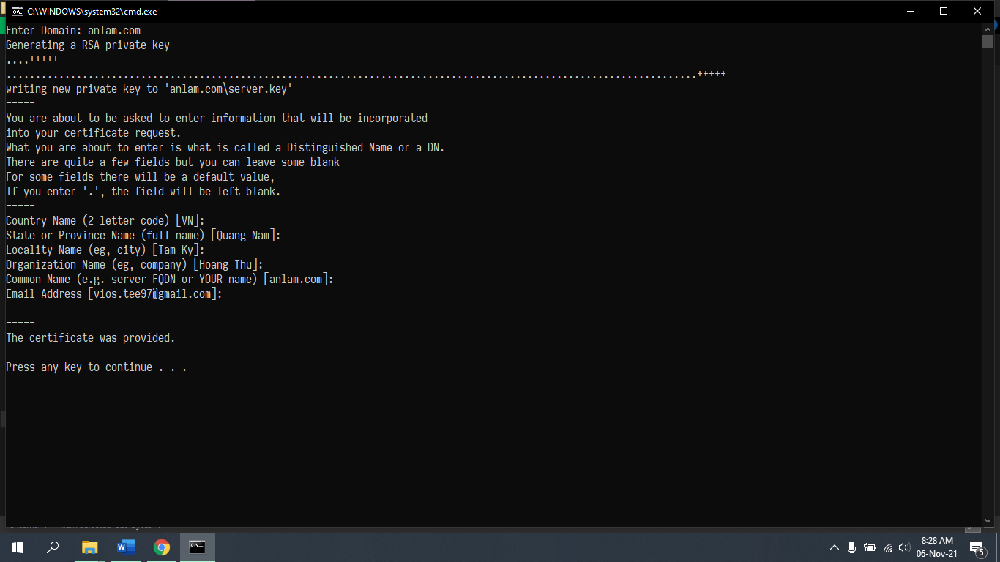 C:\WINDOWS\system32\cmd.exe
Enter Domain: anlam.com
Generating a RSA private key
....+++++
......................................................................................................................+++++
writing new private key to 'anlam.com\server.key'
-----
You are about to be asked to enter information that will be incorporated
into your certificate request.
What you are about to enter is what is called a Distinguished Name or a DN.
There are quite a few fields but you can leave some blank
For some fields there will be a default value,
If you enter '.', the field will be left blank.
-----
Country Name (2 letter code) [VN]:
State or Province Name (full name) [Quang Nam]:
Locality Name (eg, city) [Tam Ky]:
Organization Name (eg, company) [Hoang Thu]:
Common Name (e.g. server FQDN or YOUR name) [anlam.com]:
Email Address [vios.tee97@gmail.com]:
-----
The certificate was provided.
Press any key to continue . . .
8:28 AM
06-Nov-21
5